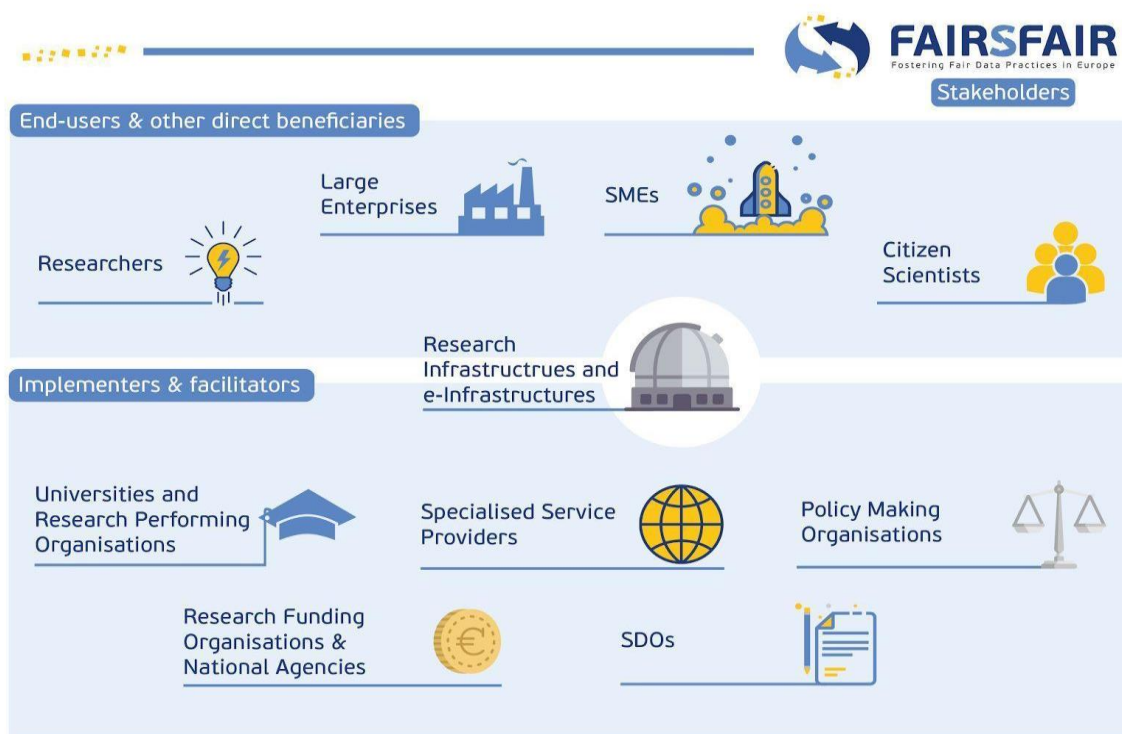 FAIRSFAIR
Fostering Fair Data Practices in Europe
Stakeholders
End-users & other direct beneficiaries
Large
Enterprises
SMEs
Researchers
Citizen
Scientists
Research
Infrastructrues and
e-Infrastructures
Implementers & facilitators
Universities and
Research Performing
Organisations
Specialised Service
Providers
Policy Making
Organisations
Research Funding
Organisations &
National Agencies
€
SDOs